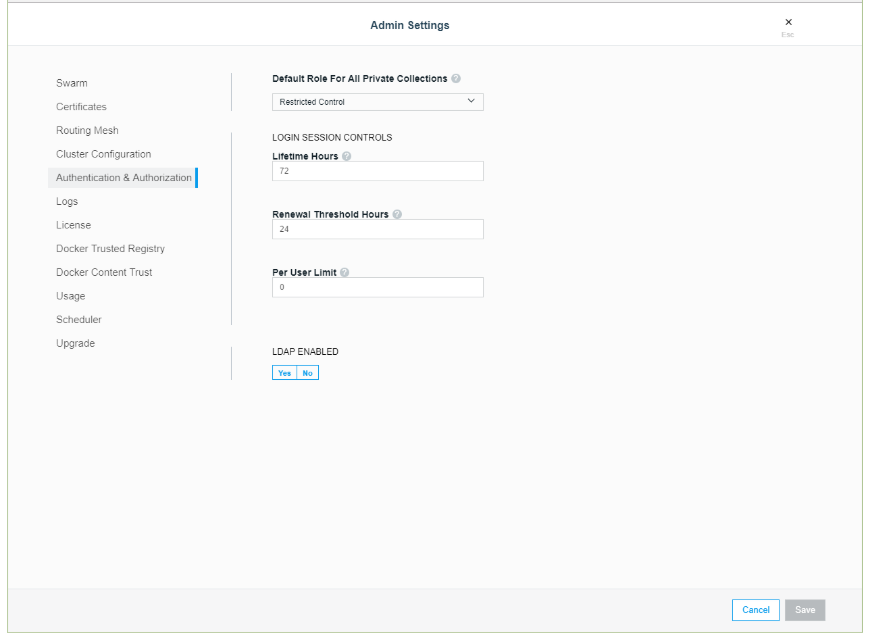 Admin Settings
×
Esc
Swarm
Certificates
Routing Mesh
Cluster Configuration
Authentication & Authorization
Logs
License
Docker Trusted Registry
Docker Content Trust
Usage
Scheduler
Upgrade
Default Role For All Private Collections ?
Restricted Control
LOGIN SESSION CONTROLS
Lifetime Hours ?
72
Renewal Threshold Hours ?
24
Per User Limit ?
0
LDAP ENABLED
Yes No
Cancel Save